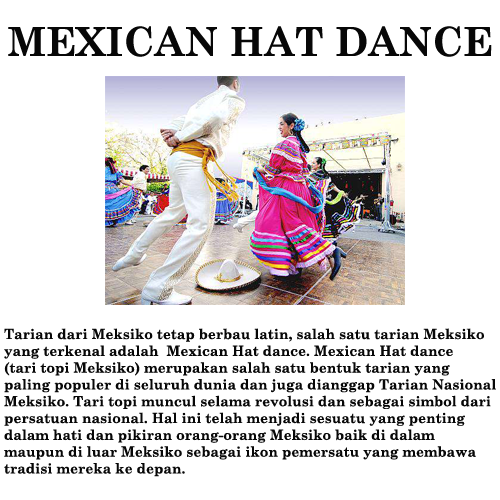 MEXICAN HAT DANCE
Tarian dari Meksiko tetap berbau latin, salah satu tarian Meksiko
yang terkenal adalah Mexican Hat dance. Mexican Hat dance
(tari topi Meksiko) merupakan salah satu bentuk tarian yang
paling populer di seluruh dunia dan juga dianggap Tarian Nasional
Meksiko. Tari topi muncul selama revolusi dan sebagai simbol dari
persatuan nasional. Hal ini telah menjadi sesuatu yang penting
dalam hati dan pikiran orang-orang Meksiko baik di dalam
maupun di luar Meksiko sebagai ikon pemersatu yang membawa
tradisi mereka ke depan.